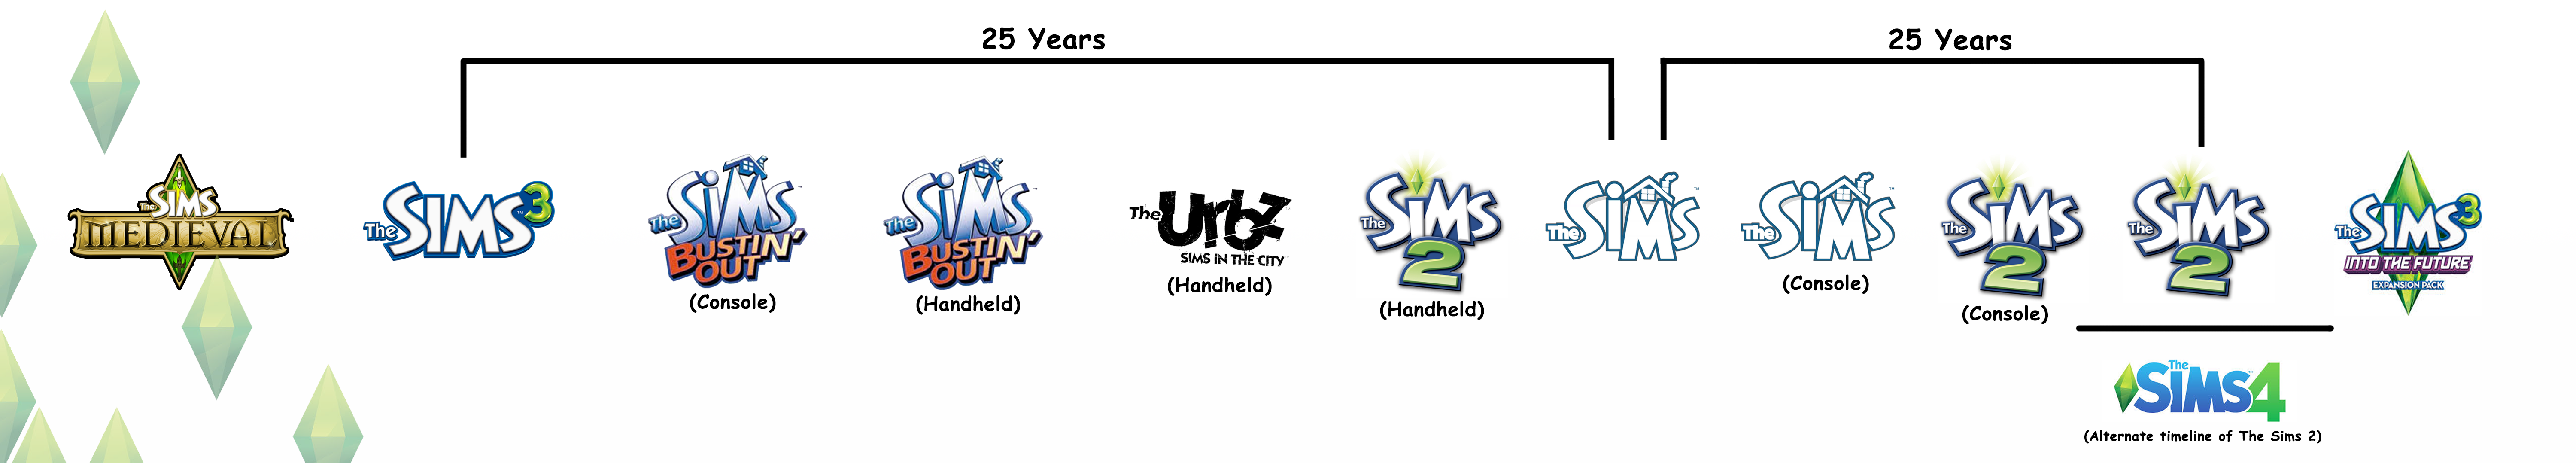 25 Years
25 Years
The SIMS MEDIEVAL
The SIMS 3
The SIMS BUSTIN' OUT
(Console)
The SIMS BUSTIN' OUT
(Handheld)
The Urbz
SIMS IN THE CITY
(Handheld)
The SIMS 2
(Handheld)
The SIMS
The SIMS
(Console)
The SIMS 2
(Console)
The SIMS 2
The SIMS 3
INTO THE FUTURE
EXPANSION PACK
The SIMS 4
(Alternate timeline of The Sims 2)